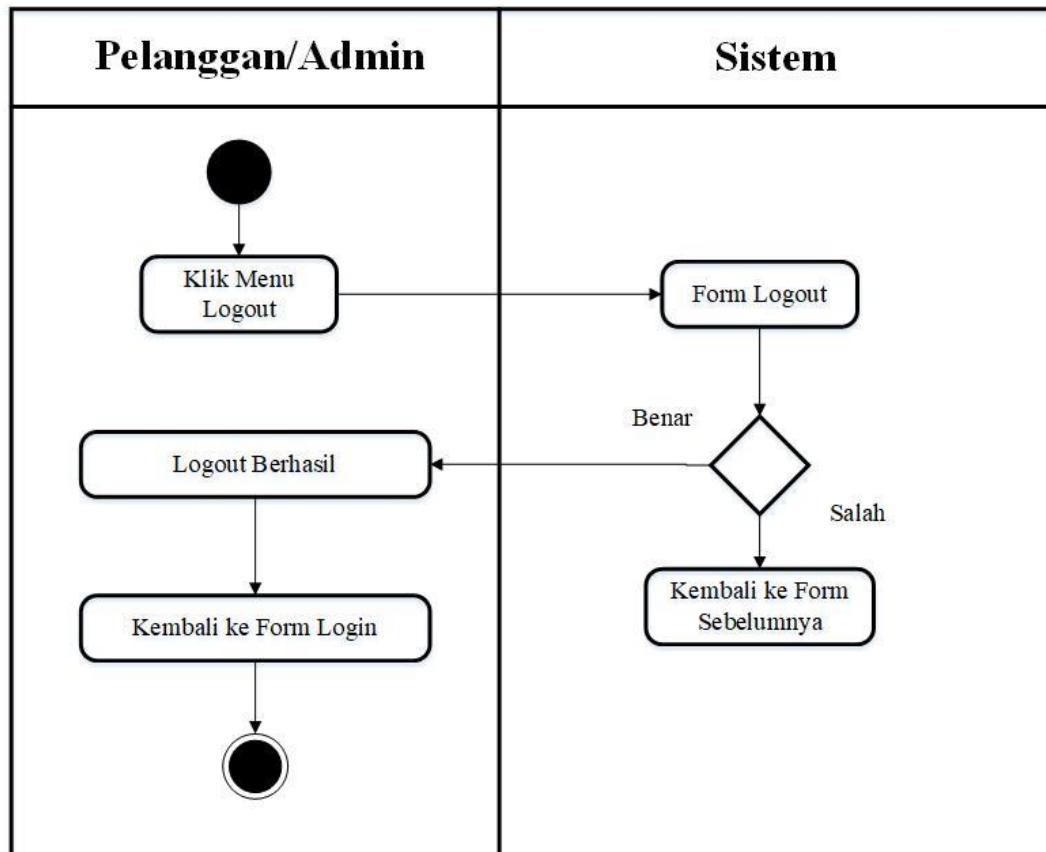 Pelanggan/Admin
Sistem
Klik Menu
Logout
Form Logout
Benar
Logout Berhasil
Salah
Kembali ke Form Login
Kembali ke Form
Sebelumnya